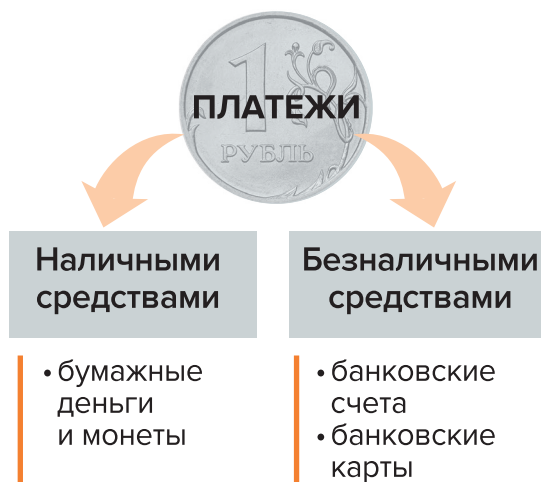 1
ПЛАТЕЖИ
РУБЛЬ
Наличными
средствами
Безналичными
средствами
• бумажные
деньги
и монеты
• банковские
счета
• банковские
карты